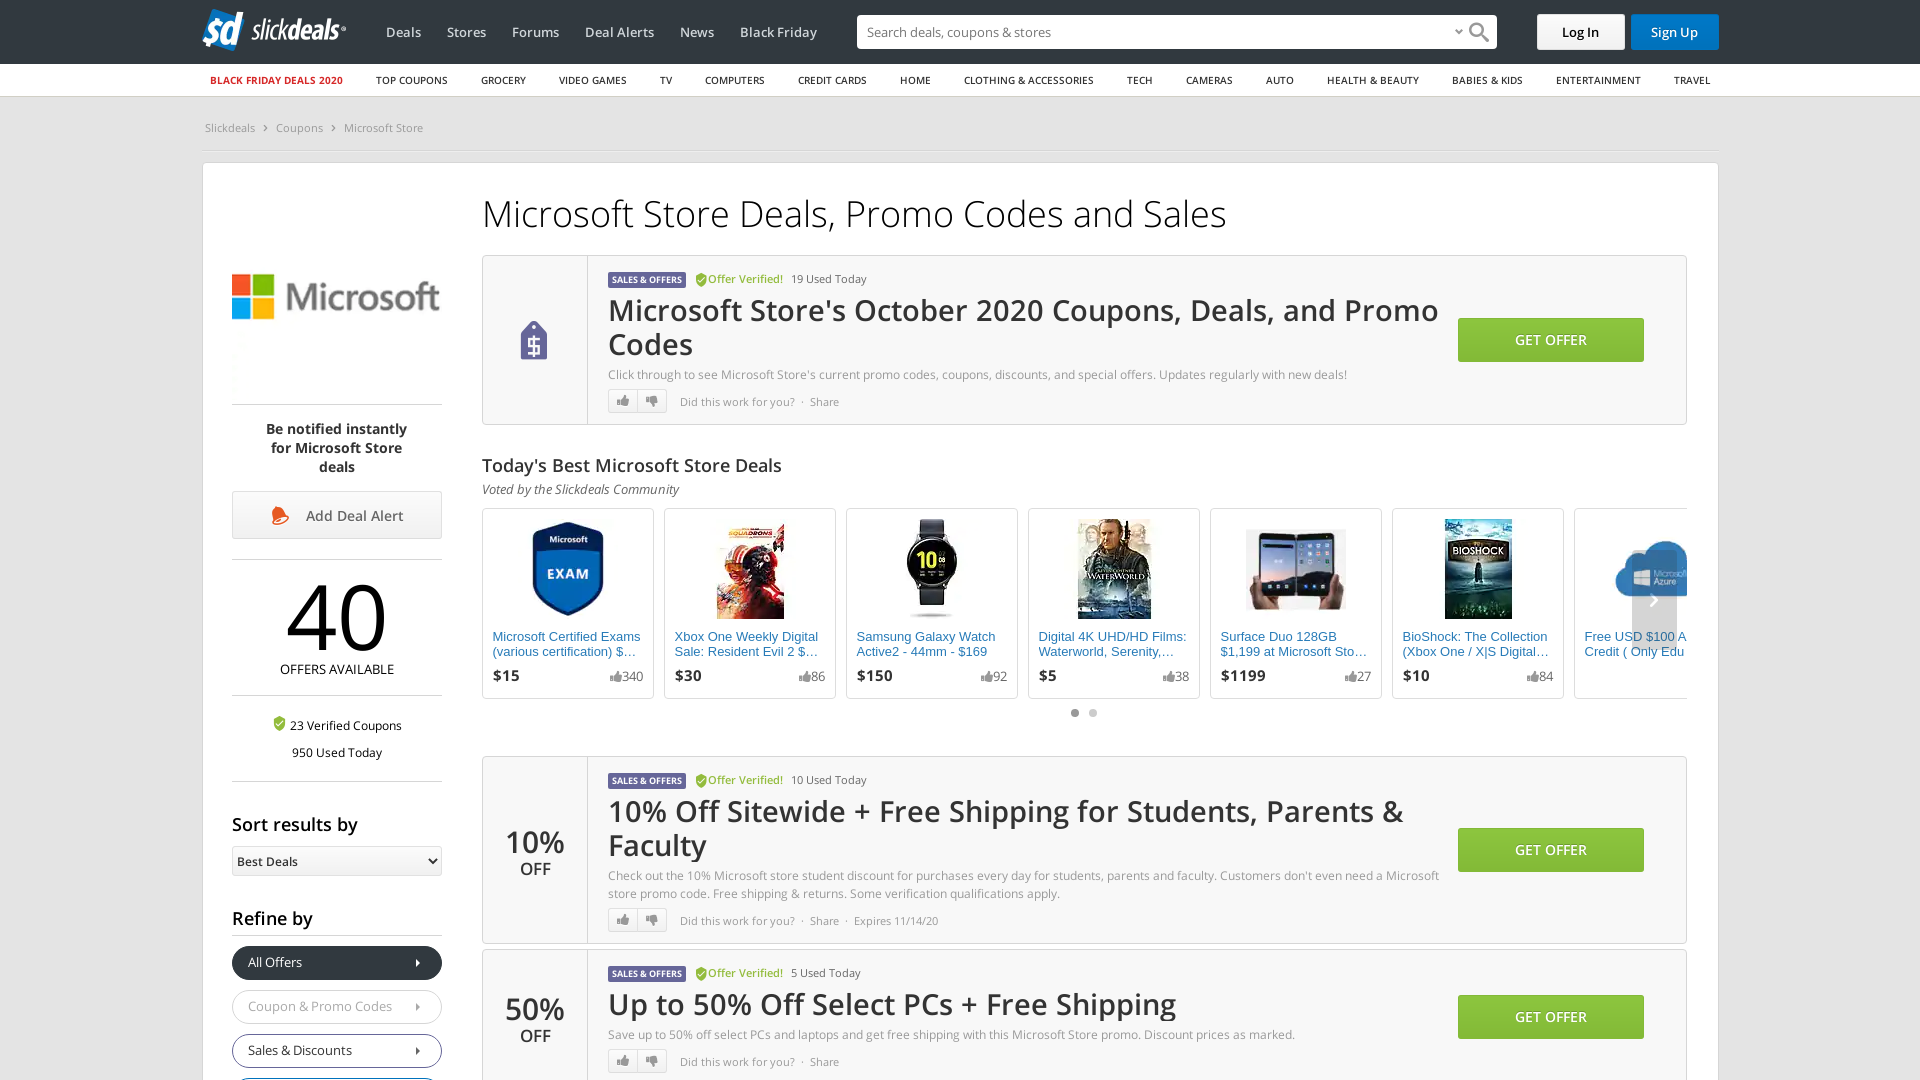 sd slickdeals
Deals
Stores
Forums
Deal Alerts
News
Black Friday
Search deals, coupons & stores
Log In
Sign Up
BLACK FRIDAY DEALS 2020
TOP COUPONS
GROCERY
VIDEO GAMES
TV
COMPUTERS
CREDIT CARDS
HOME
CLOTHING & ACCESSORIES
TECH
CAMERAS
AUTO
HEALTH & BEAUTY
BABIES & KIDS
ENTERTAINMENT
TRAVEL
Slickdeals > Coupons > Microsoft Store
Microsoft
Be notified instantly
for Microsoft Store
deals
Add Deal Alert
40
OFFERS AVAILABLE
23 Verified Coupons
950 Used Today
Sort results by
Best Deals
Refine by
All Offers
Coupon & Promo Codes
Sales & Discounts
Microsoft Store Deals, Promo Codes and Sales
SALES & OFFERS Offer Verified! 19 Used Today
Microsoft Store's October 2020 Coupons, Deals, and Promo
Codes
Click through to see Microsoft Store's current promo codes, coupons, discounts, and special offers. Updates regularly with new deals!
Did this work for you? · Share
GET OFFER
Today's Best Microsoft Store Deals
Voted by the Slickdeals Community
Microsoft
EXAM
Microsoft Certified Exams
(various certification) $...
$15 340
SQUADRONS
Xbox One Weekly Digital
Sale: Resident Evil 2 $...
$30 86
10
Samsung Galaxy Watch
Active2 - 44mm - $169
$150 92
WATERWORLD
Digital 4K UHD/HD Films:
Waterworld, Serenity,...
$5 38
Surface Duo 128GB
$1,199 at Microsoft Sto...
$1199 27
BIOSHOCK
BioShock: The Collection
(Xbox One / X|S Digital...
$10 84
Microsoft
Azure
Free USD $100 A
Credit ( Only Edu
10%
OFF
SALES & OFFERS Offer Verified! 10 Used Today
10% Off Sitewide + Free Shipping for Students, Parents &
Faculty
Check out the 10% Microsoft store student discount for purchases every day for students, parents and faculty. Customers don't even need a Microsoft
store promo code. Free shipping & returns. Some verification qualifications apply.
Did this work for you? · Share · Expires 11/14/20
GET OFFER
50%
OFF
SALES & OFFERS Offer Verified! 5 Used Today
Up to 50% Off Select PCs + Free Shipping
Save up to 50% off select PCs and laptops and get free shipping with this Microsoft Store promo. Discount prices as marked.
Did this work for you? · Share
GET OFFER